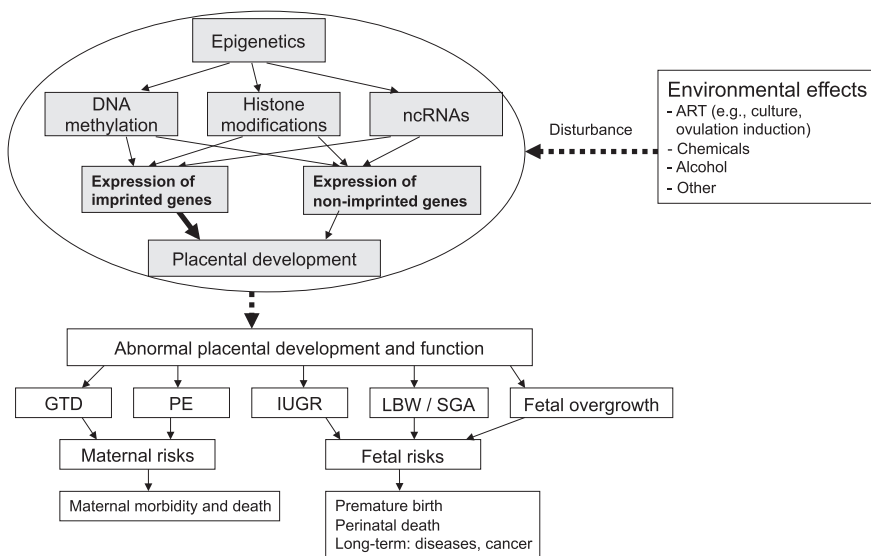 Epigenetics
DNA
methylation
Histone
modifications
ncRNAs
Expression of
imprinted genes
Expression of
non-imprinted genes
Placental development
Disturbance
Environmental effects
- ART (e.g., culture,
ovulation induction)
- Chemicals
- Alcohol
- Other
Abnormal placental development and function
GTD
PE
IUGR
LBW / SGA
Fetal overgrowth
Maternal risks
Fetal risks
Maternal morbidity and death
Premature birth
Perinatal death
Long-term: diseases, cancer